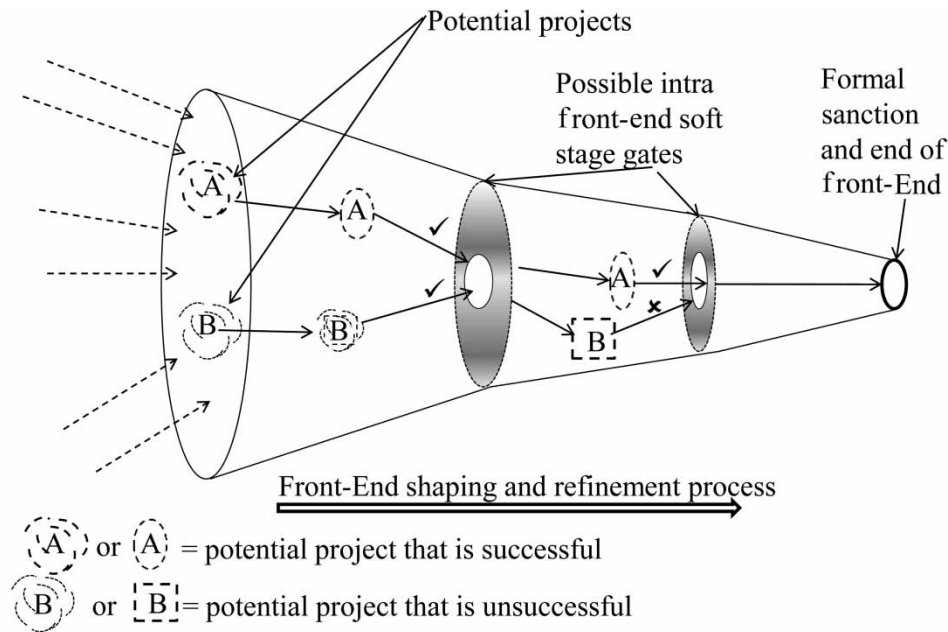 Potential projects
Possible intra
front-end soft
stage gates
Formal
sanction
and end of
front-End
A
A
A
B
B
B
Front-End shaping and refinement process
A or A = potential project that is successful
B or B = potential project that is unsuccessful